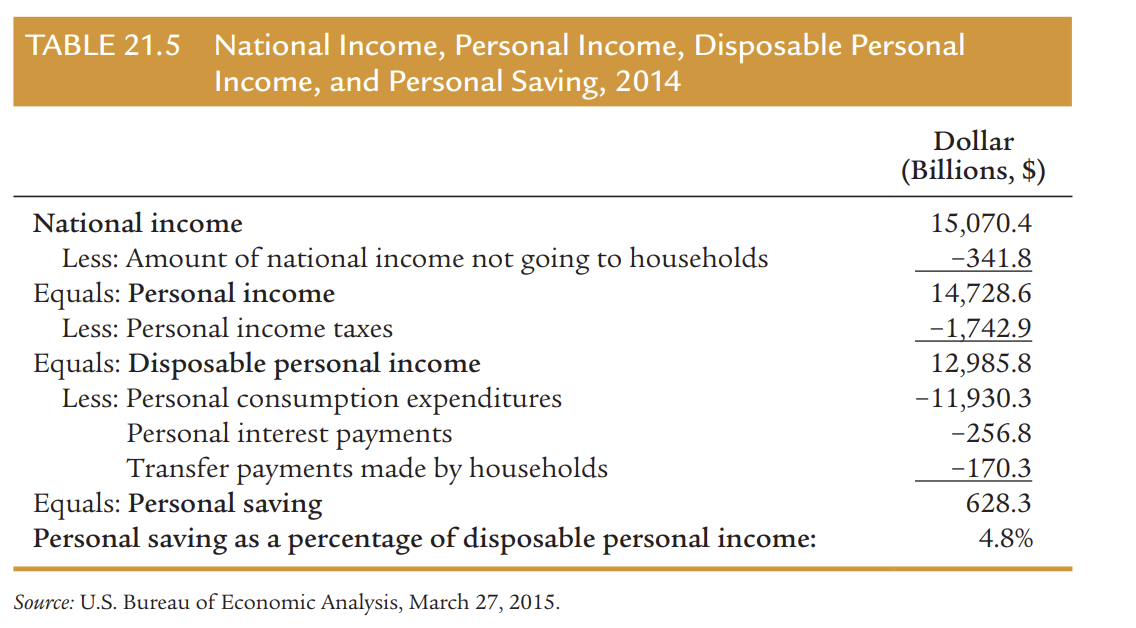 TABLE 21.5 National Income, Personal Income, Disposable Personal
Income, and Personal Saving, 2014
Dollar
(Billions, $)
National income 15,070.4
Less: Amount of national income not going to households −341.8
Equals: Personal income 14,728.6
Less: Personal income taxes −1,742.9
Equals: Disposable personal income 12,985.8
Less: Personal consumption expenditures −11,930.3
Personal interest payments −256.8
Transfer payments made by households −170.3
Equals: Personal saving 628.3
Personal saving as a percentage of disposable personal income: 4.8%
Source: U.S. Bureau of Economic Analysis, March 27, 2015.